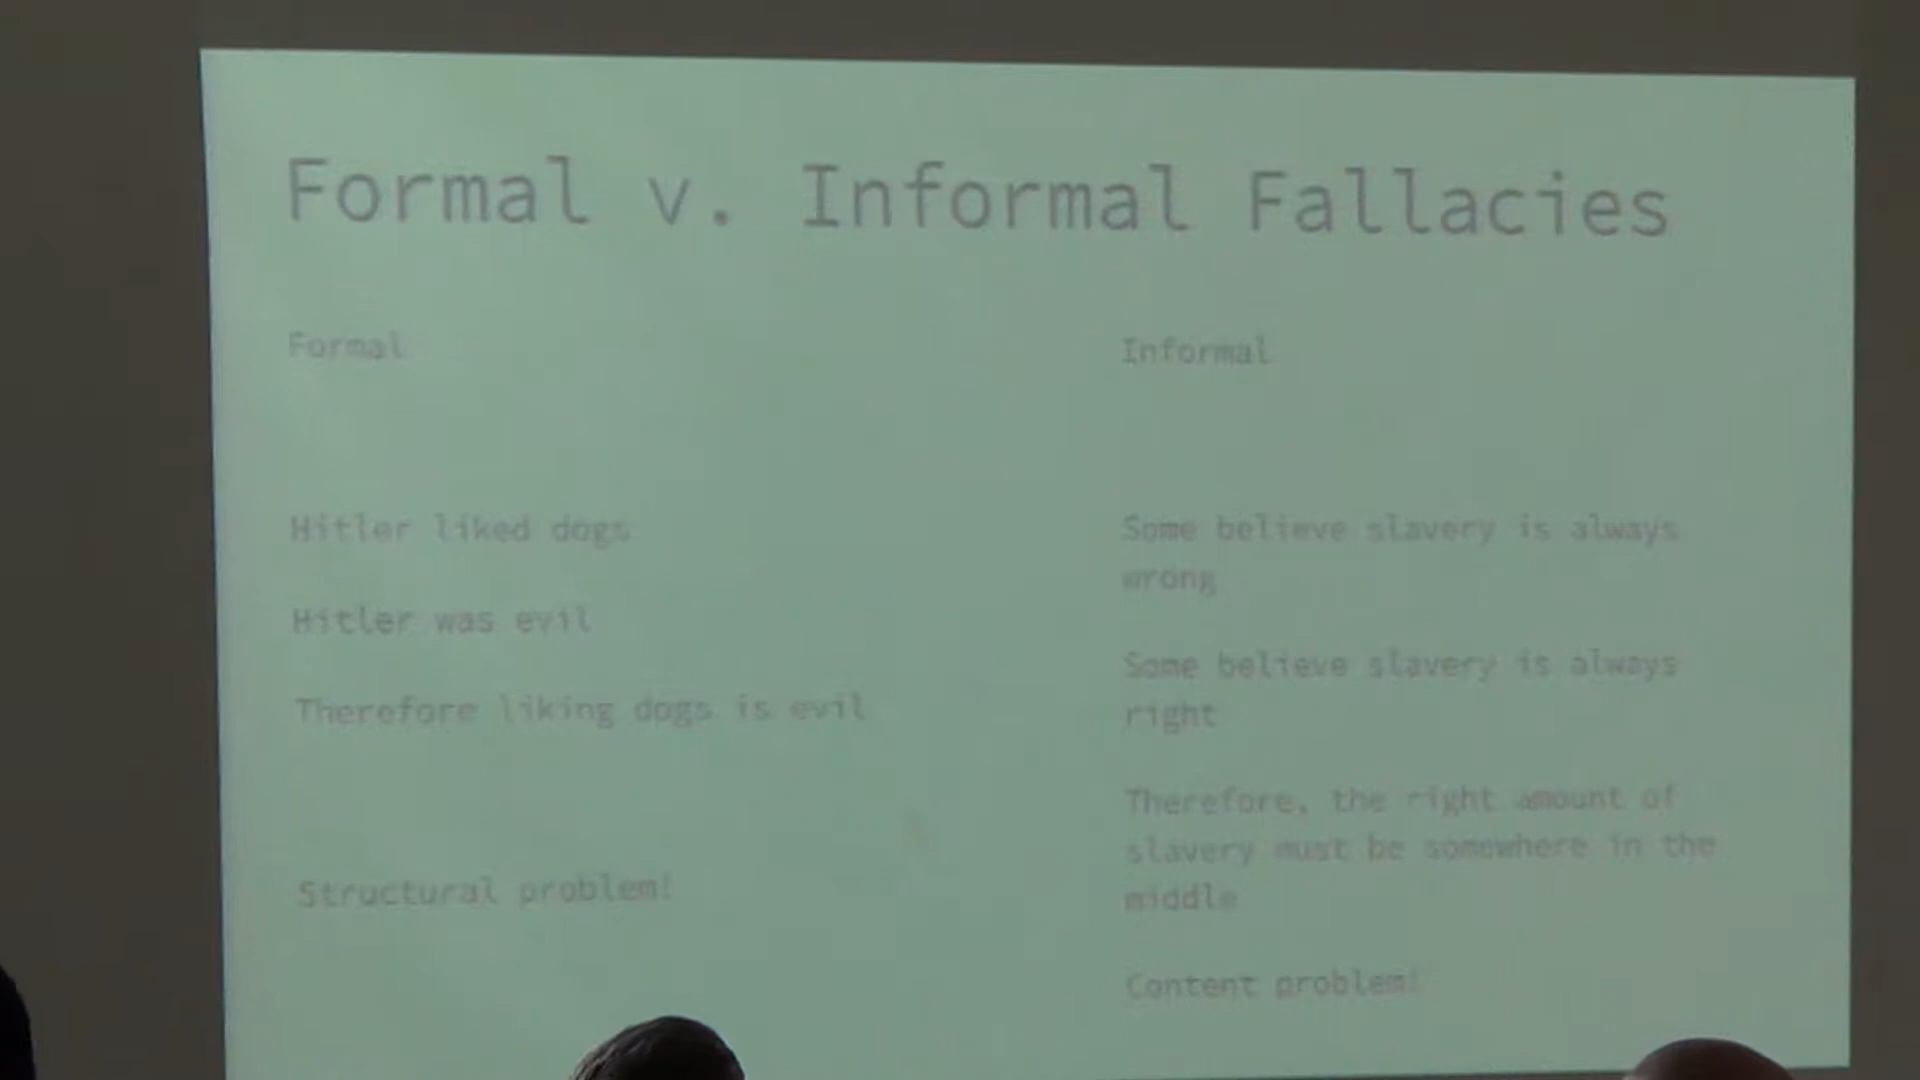 Formal v. Informal Fallacies
Formal
Hitler liked dogs
Hitler was evil
Therefore liking dogs is evil
Structural problem!
Informal
Some believe slavery is always
wrong
Some believe slavery is always
right
Therefore, the right amount of
slavery must be somewhere in the
middle
Content problem!